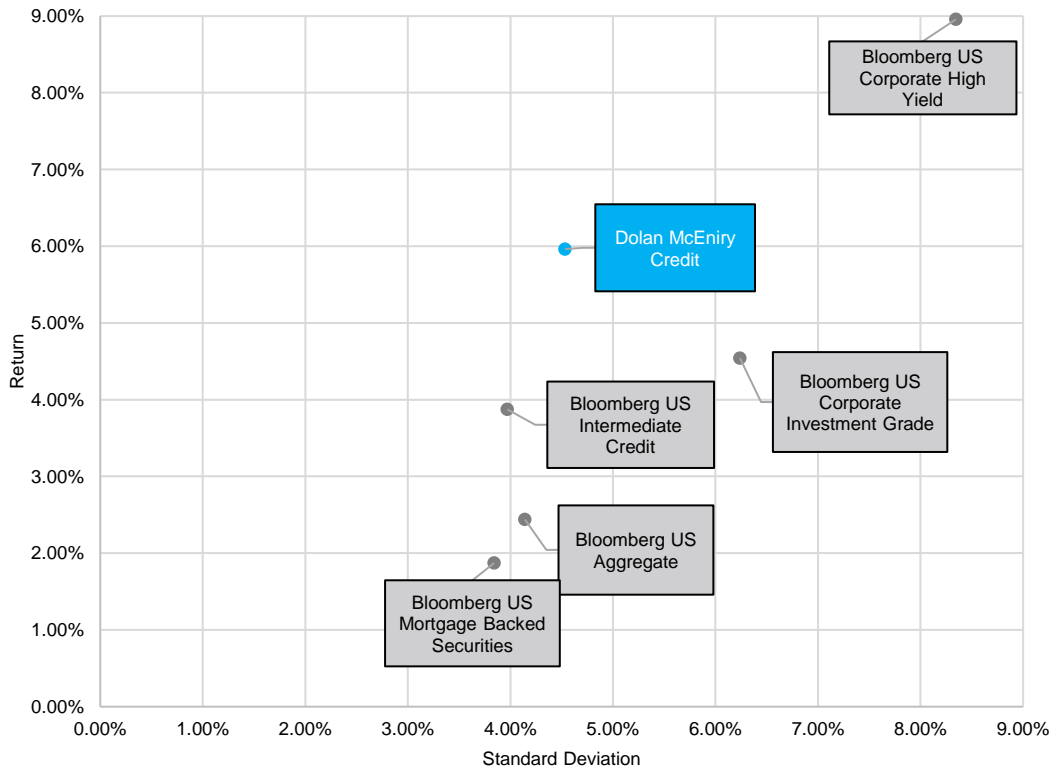 9.00%
Bloomberg US
Corporate High
Yield
8.00%
7.00%
Dolan McEniry
Credit
6.00%
5.00%
Return
Bloomberg US
Corporate
Investment Grade
4.00%
Bloomberg US
Intermediate
Credit
3.00%
Bloomberg US
Aggregate
2.00%
Bloomberg US
Mortgage Backed
Securities
1.00%
0.00%
0.00% 1.00% 2.00% 3.00% 4.00% 5.00% 6.00% 7.00% 8.00% 9.00%
Standard Deviation